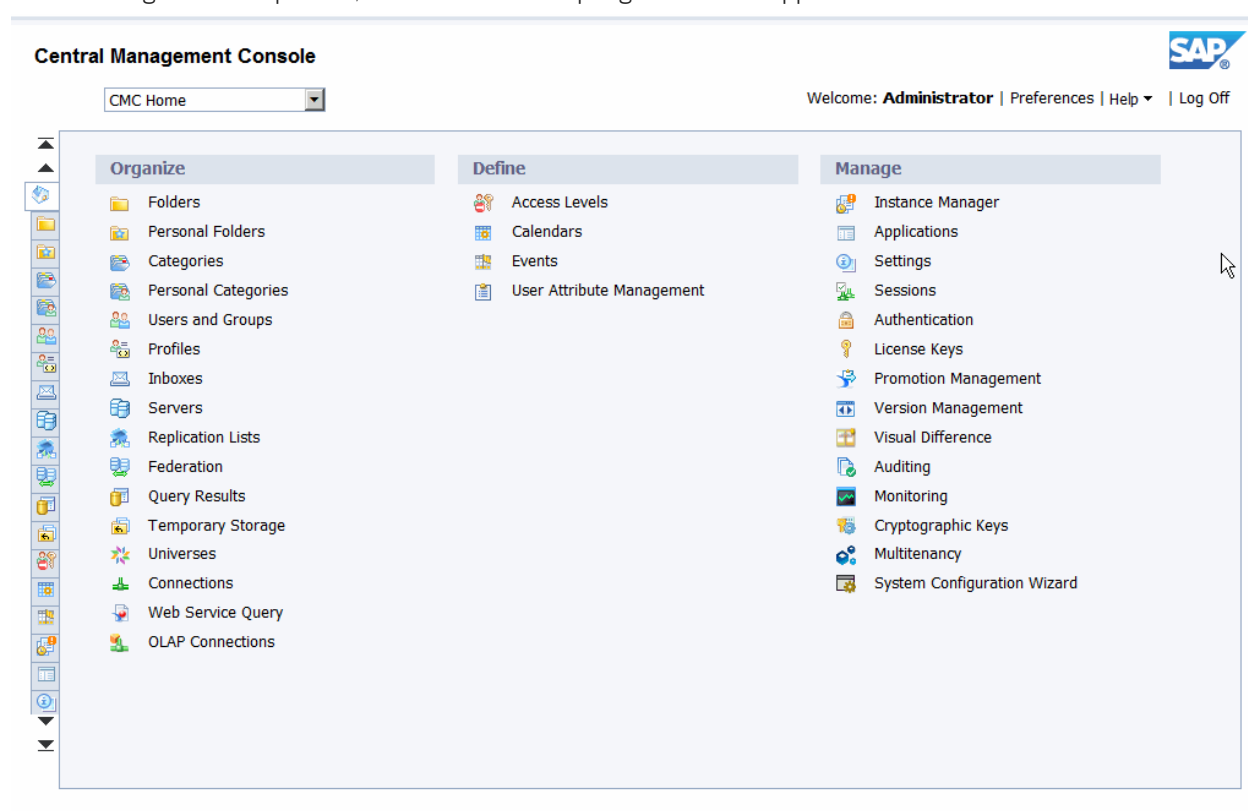 Central Management Console
SAP®
CMC Home
Welcome: Administrator | Preferences | Help | Log Off
Organize
Folders
Personal Folders
Categories
Personal Categories
Users and Groups
Profiles
Inboxes
Servers
Replication Lists
Federation
Query Results
Temporary Storage
Universes
Connections
Web Service Query
OLAP Connections
Define
Access Levels
Calendars
Events
User Attribute Management
Manage
Instance Manager
Applications
Settings
Sessions
Authentication
License Keys
Promotion Management
Version Management
Visual Difference
Auditing
Monitoring
Cryptographic Keys
Multitenancy
System Configuration Wizard